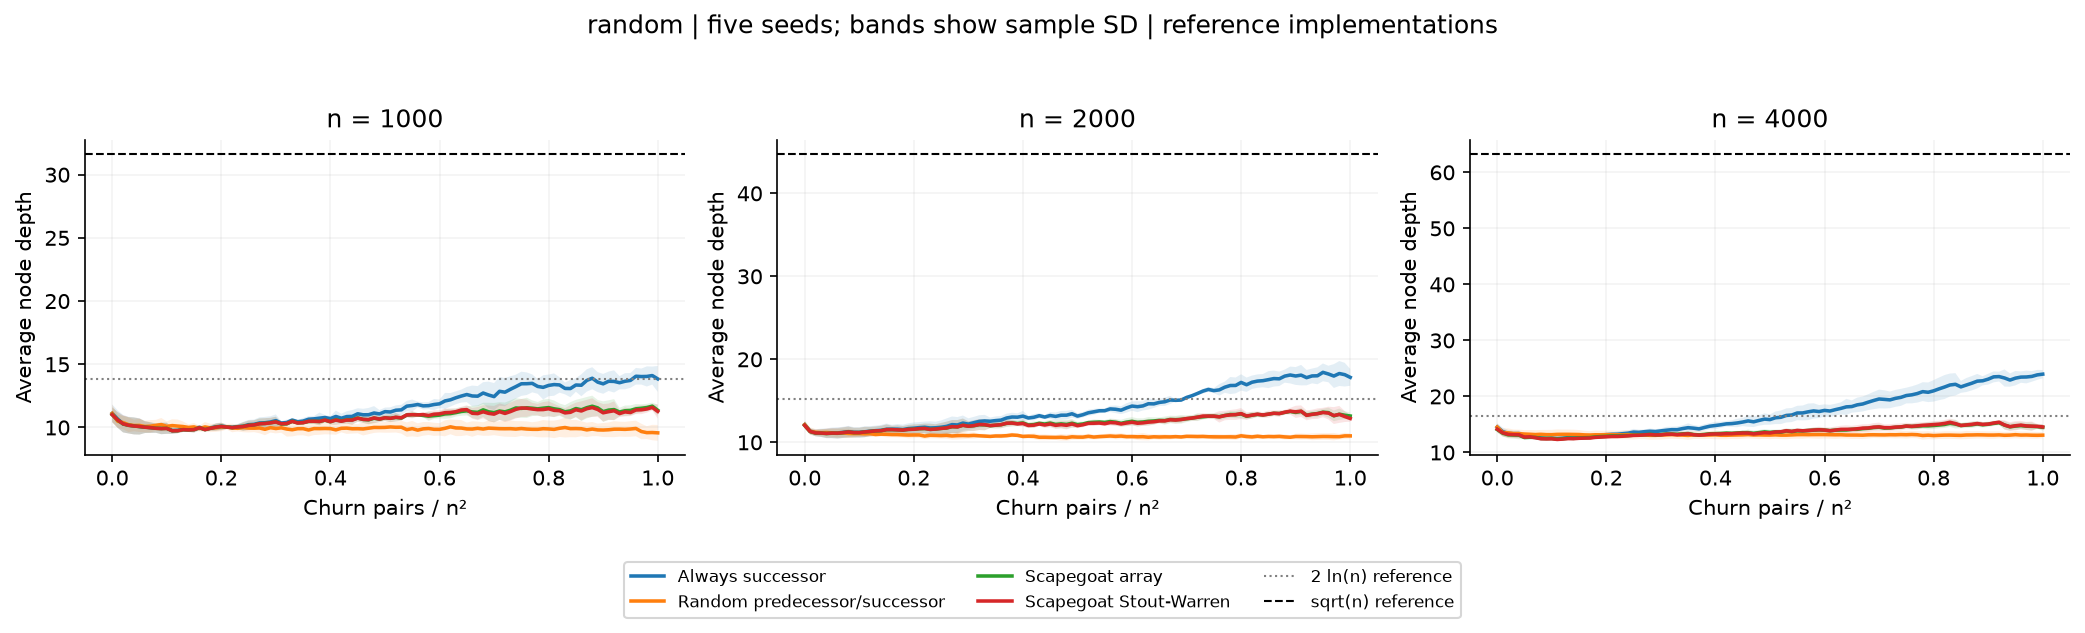 random | five seeds; bands show sample SD | reference implementations
n = 1000
Average node depth
30
25
20
15
10
0.0 0.2 0.4 0.6 0.8 1.0
Churn pairs / n²
n = 2000
Average node depth
40
30
20
10
0.0 0.2 0.4 0.6 0.8 1.0
Churn pairs / n²
n = 4000
Average node depth
60
50
40
30
20
10
0.0 0.2 0.4 0.6 0.8 1.0
Churn pairs / n²
Always successor
Random predecessor/successor
Scapegoat array
Scapegoat Stout-Warren
2 ln(n) reference
sqrt(n) reference